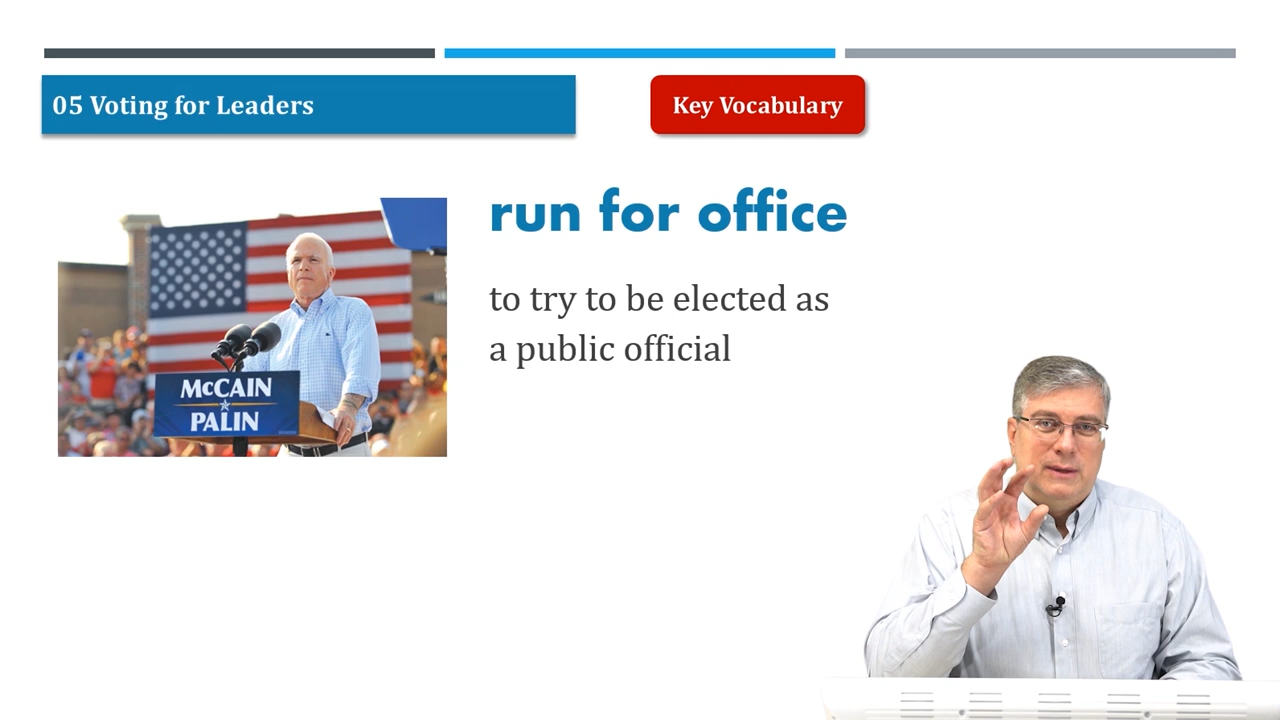 05 Voting for Leaders
Key Vocabulary
run for office
to try to be elected as
a public official
McCAIN
PALIN